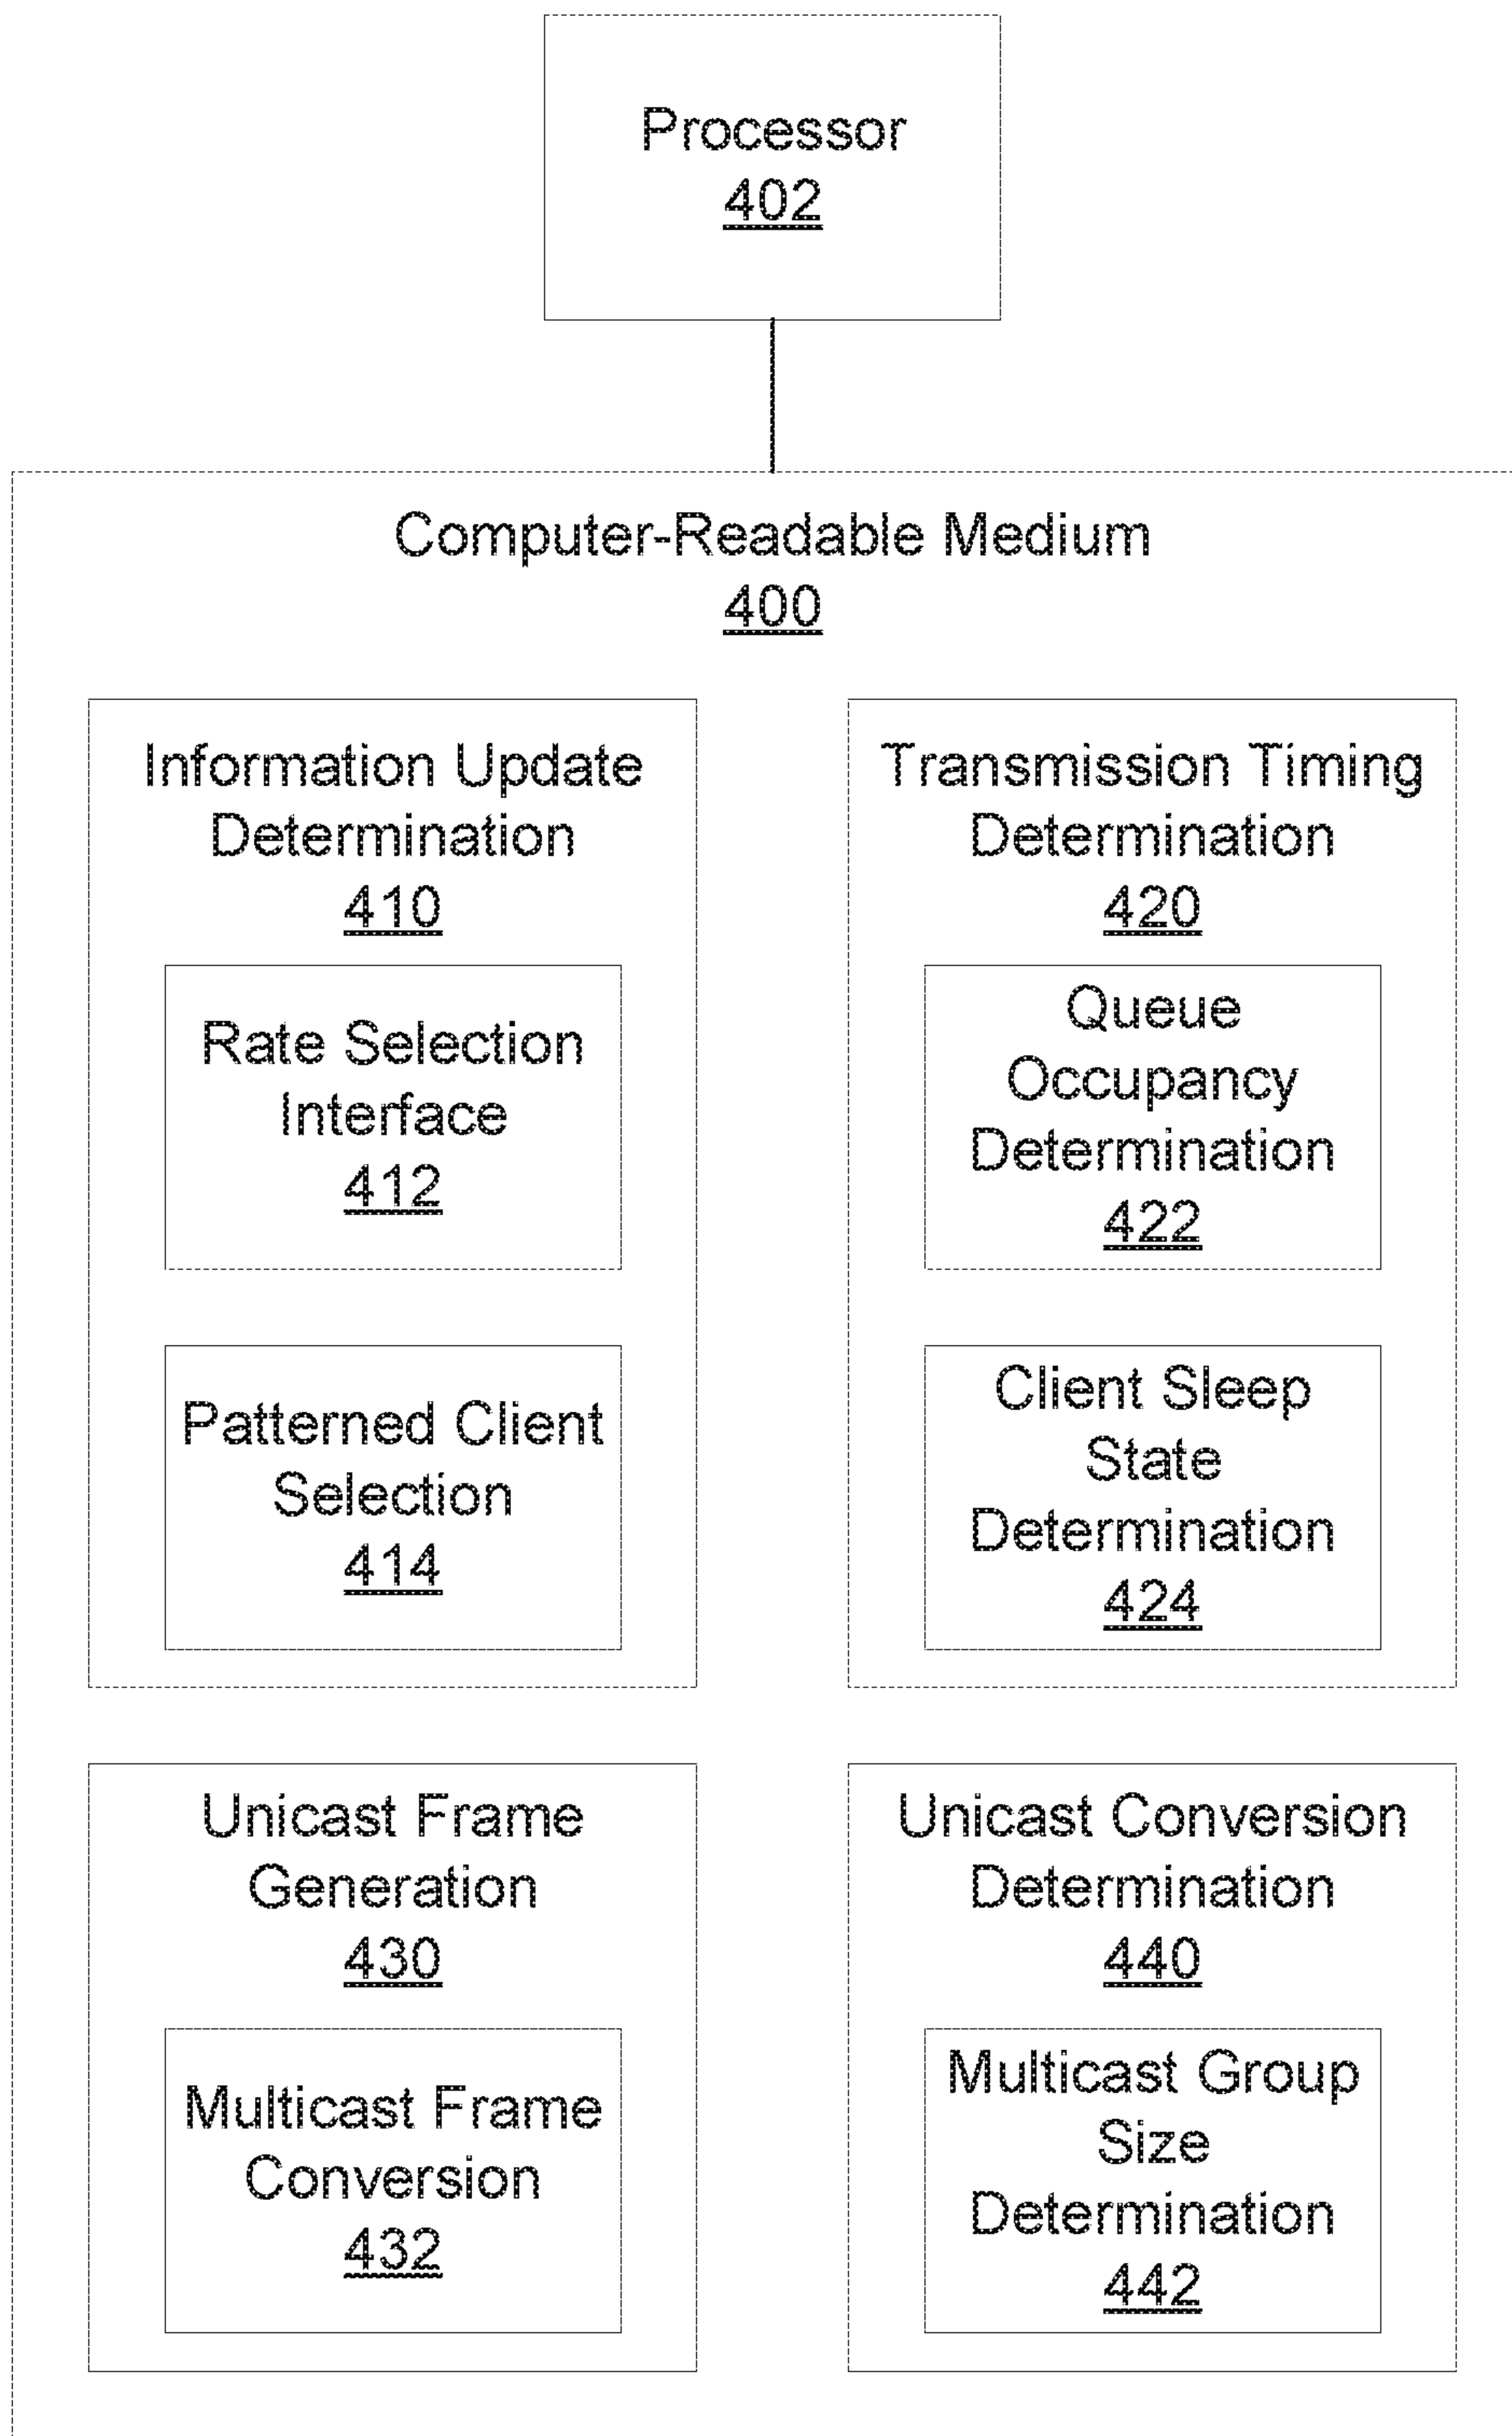 Processor
402
Computer-Readable Medium
400
Information Update
Determination
410
Rate Selection
Interface
412
Patterned Client
Selection
414
Transmission Timing
Determination
420
Queue
Occupancy
Determination
422
Client Sleep
State
Determination
424
Unicast Frame
Generation
430
Multicast Frame
Conversion
432
Unicast Conversion
Determination
440
Multicast Group
Size
Determination
442